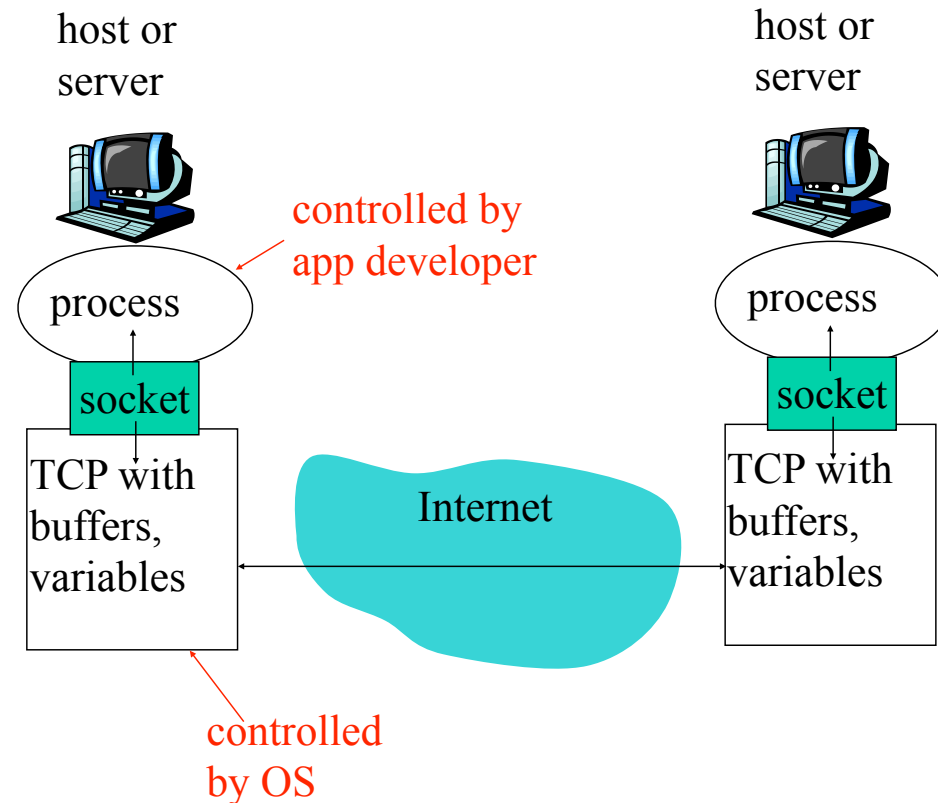 host or
server
host or
server
controlled by
app developer
process
process
socket
socket
TCP with
buffers,
variables
Internet
TCP with
buffers,
variables
controlled
by OS